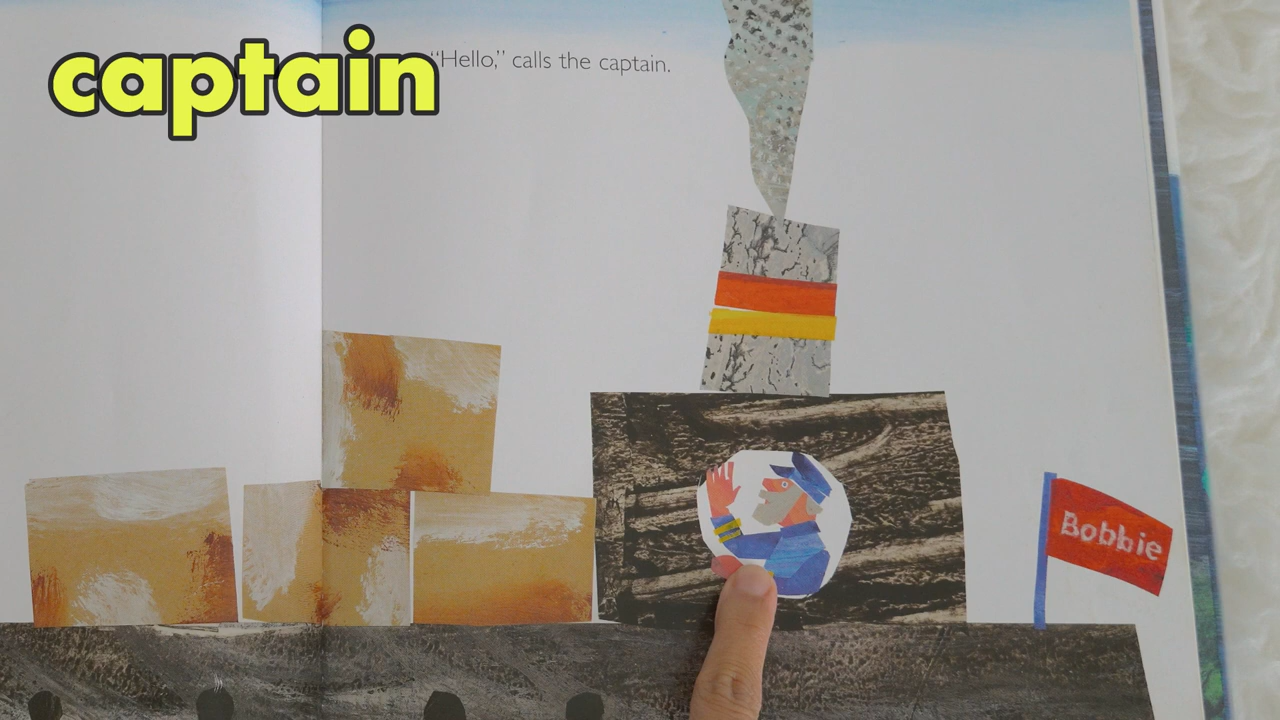 captain
“Hello,” calls the captain.
Bobbie